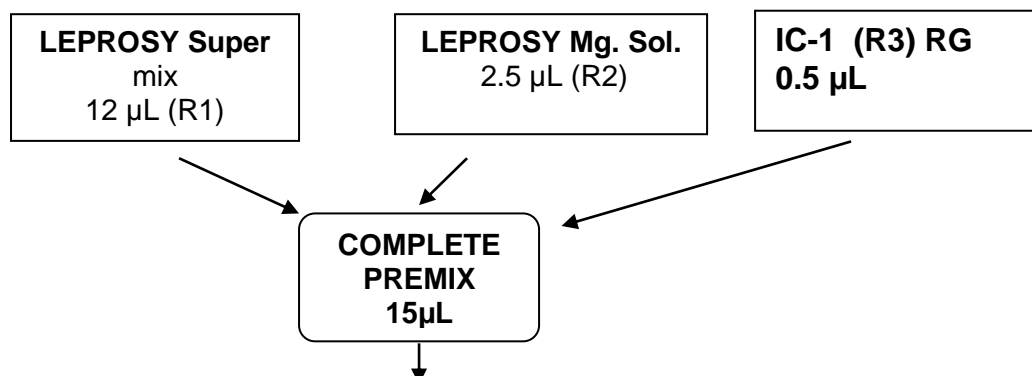 LEPROSY Super
mix
12 µL (R1)
LEPROSY Mg. Sol.
2.5 µL (R2)
IC-1 (R3) RG
0.5 µL
COMPLETE
PREMIX
15µL